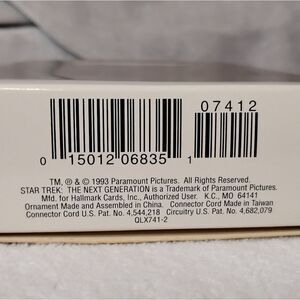 07412
0 15012 06835 1
TM, ® & © 1993 Paramount Pictures. All Rights Reserved.
STAR TREK: THE NEXT GENERATION is a Trademark of Paramount Pictures.
Mfd. for Hallmark Cards, Inc., Authorized User. K.C., MO 64141
Ornament Made and Assembled in China. Connector Cord Made in Taiwan
Connector Cord U.S. Pat. No. 4,544,218 Circuitry U.S. Pat. No. 4,682,079
QLX741-2